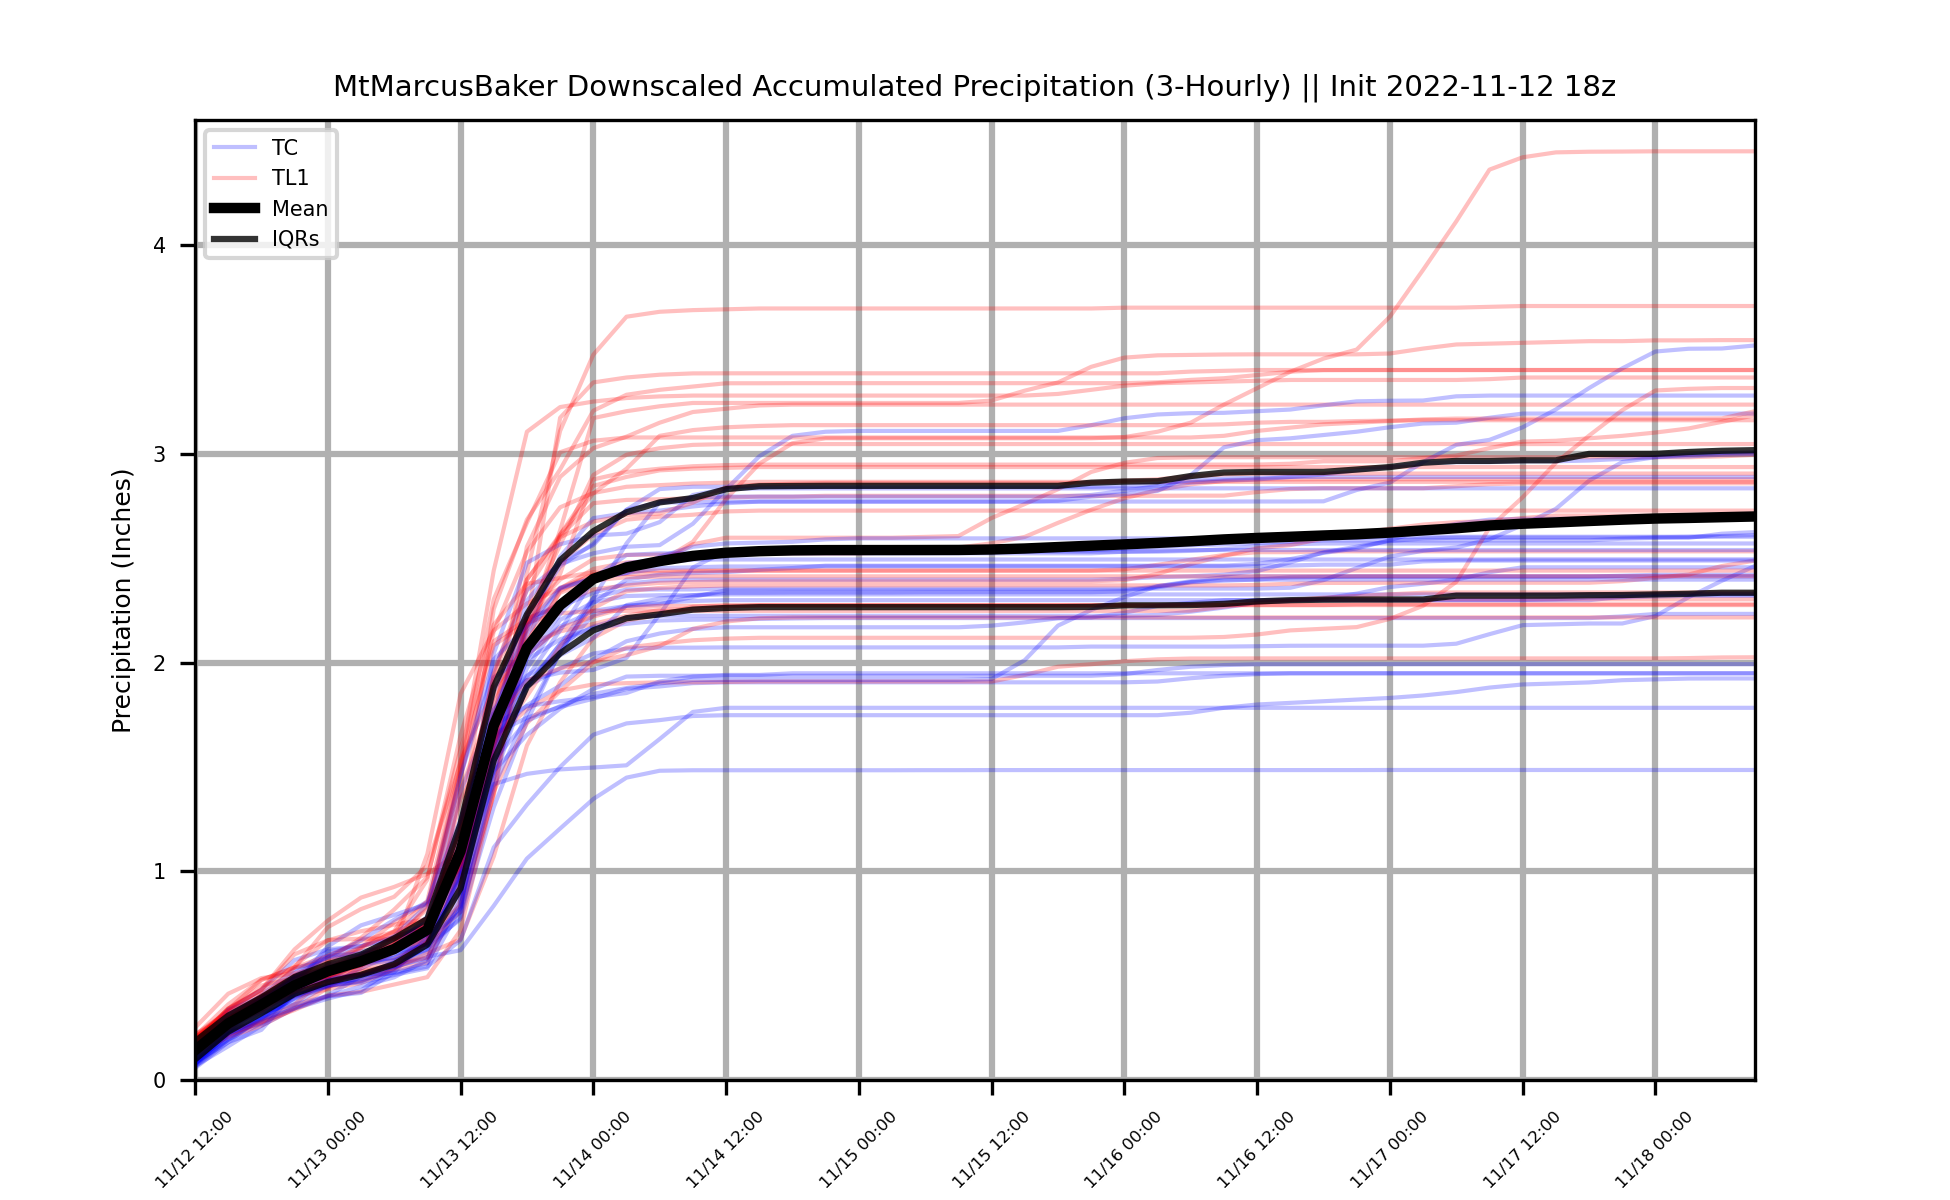 MtMarcusBaker Downscaled Accumulated Precipitation (3-Hourly) || Init 2022-11-12 18z
TC
TL1
Mean
IQRs
Precipitation (Inches)
4
3
2
1
0
11/12 12:00
11/13 00:00
11/13 12:00
11/14 00:00
11/14 12:00
11/15 00:00
11/15 12:00
11/16 00:00
11/16 12:00
11/17 00:00
11/17 12:00
11/18 00:00